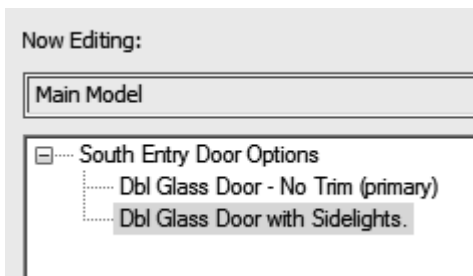 Now Editing:
Main Model
South Entry Door Options
Dbl Glass Door - No Trim (primary)
Dbl Glass Door with Sidelights.